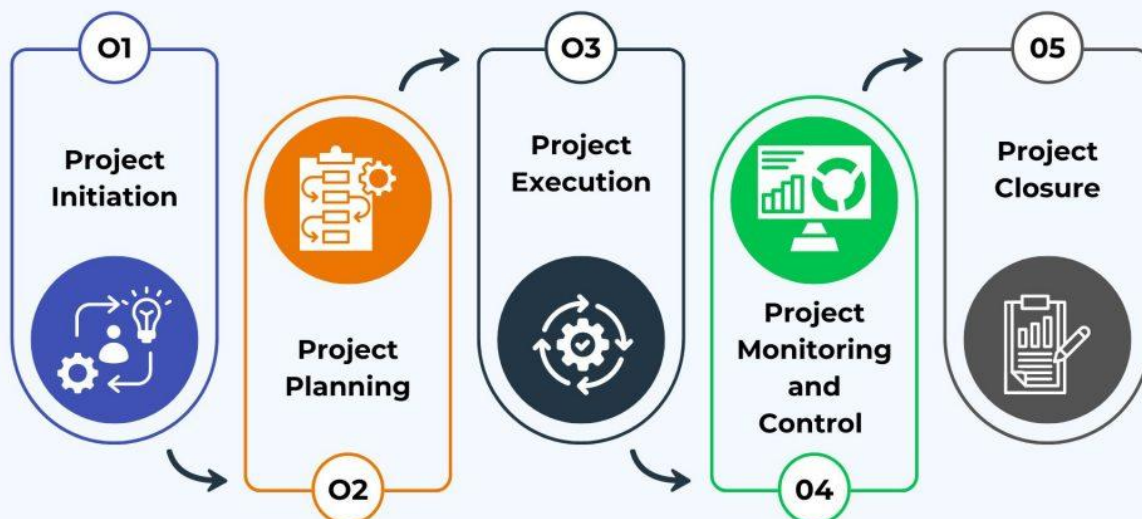 01
Project
Initiation
Project
Planning
02
03
Project
Execution
Project
Monitoring
and
Control
04
05
Project
Closure